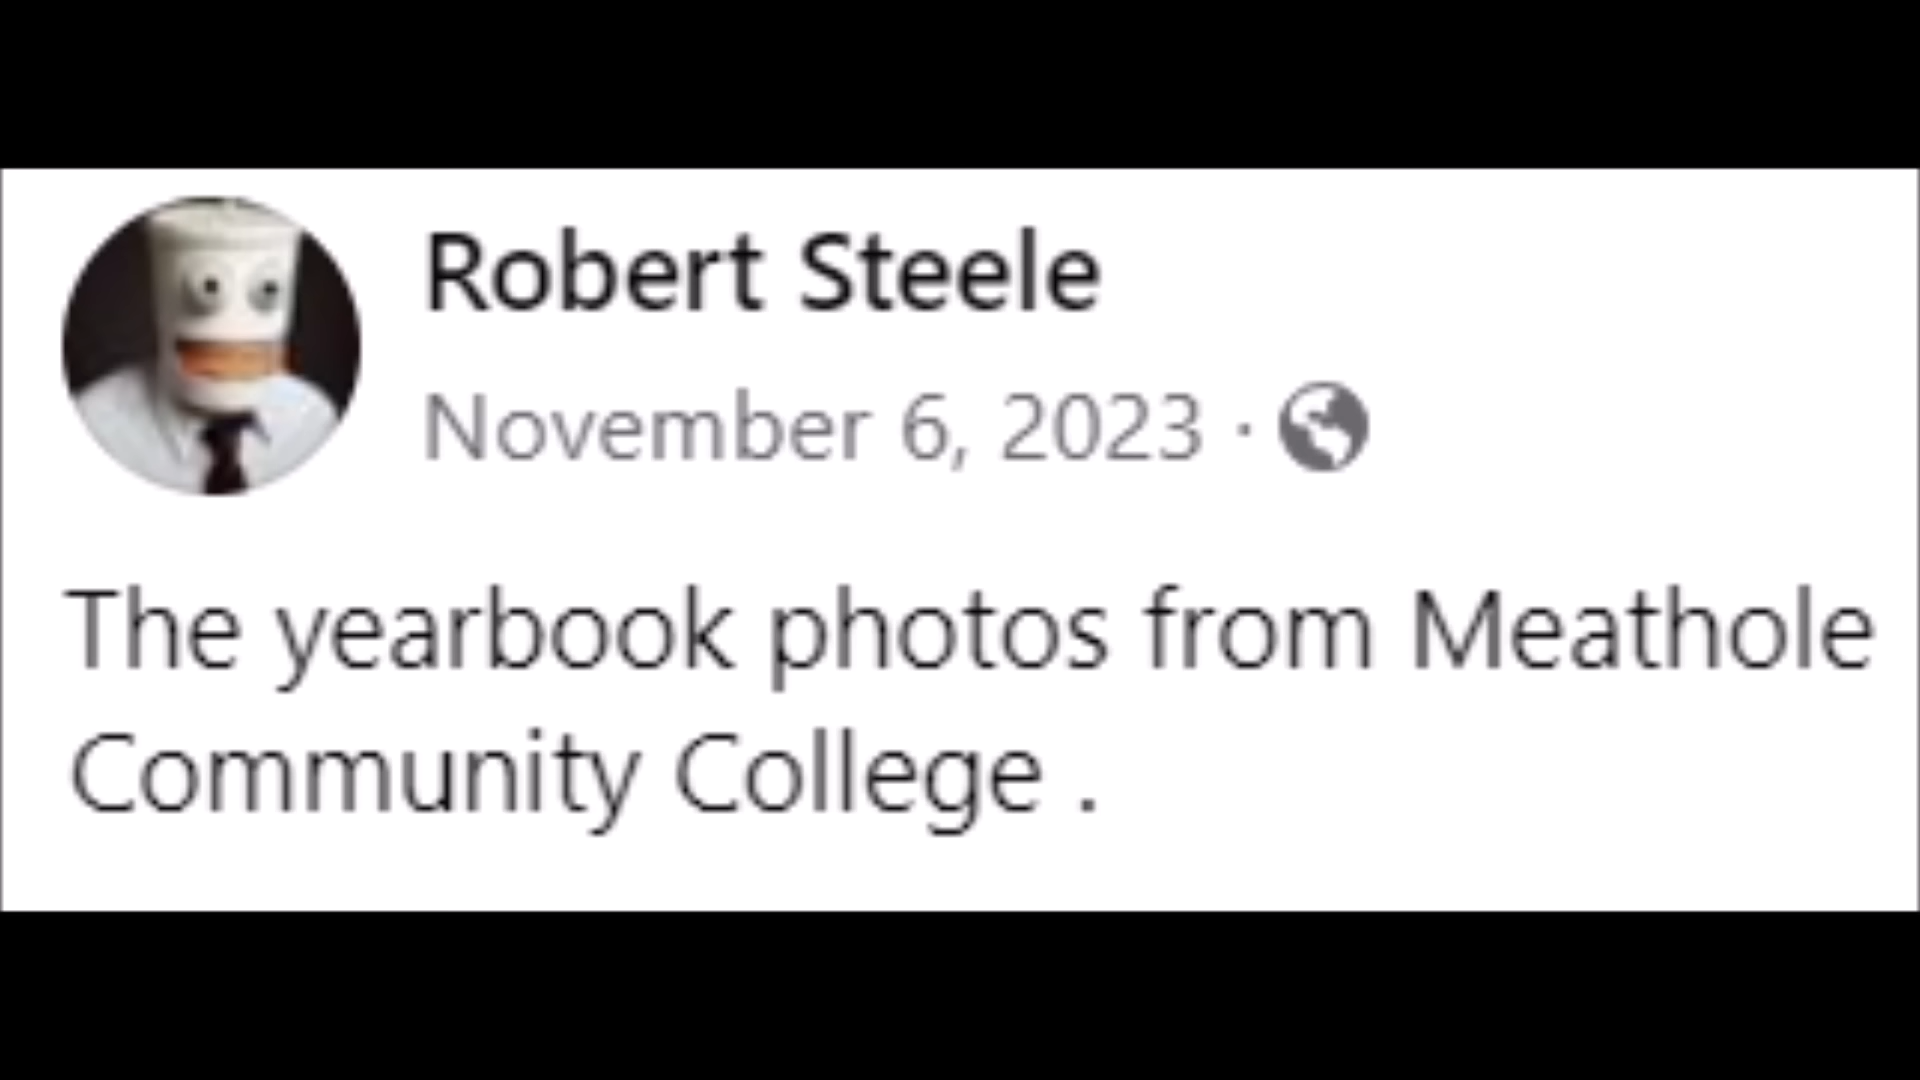 Robert Steele
November 6, 2023 ·
The yearbook photos from Meathole
Community College .